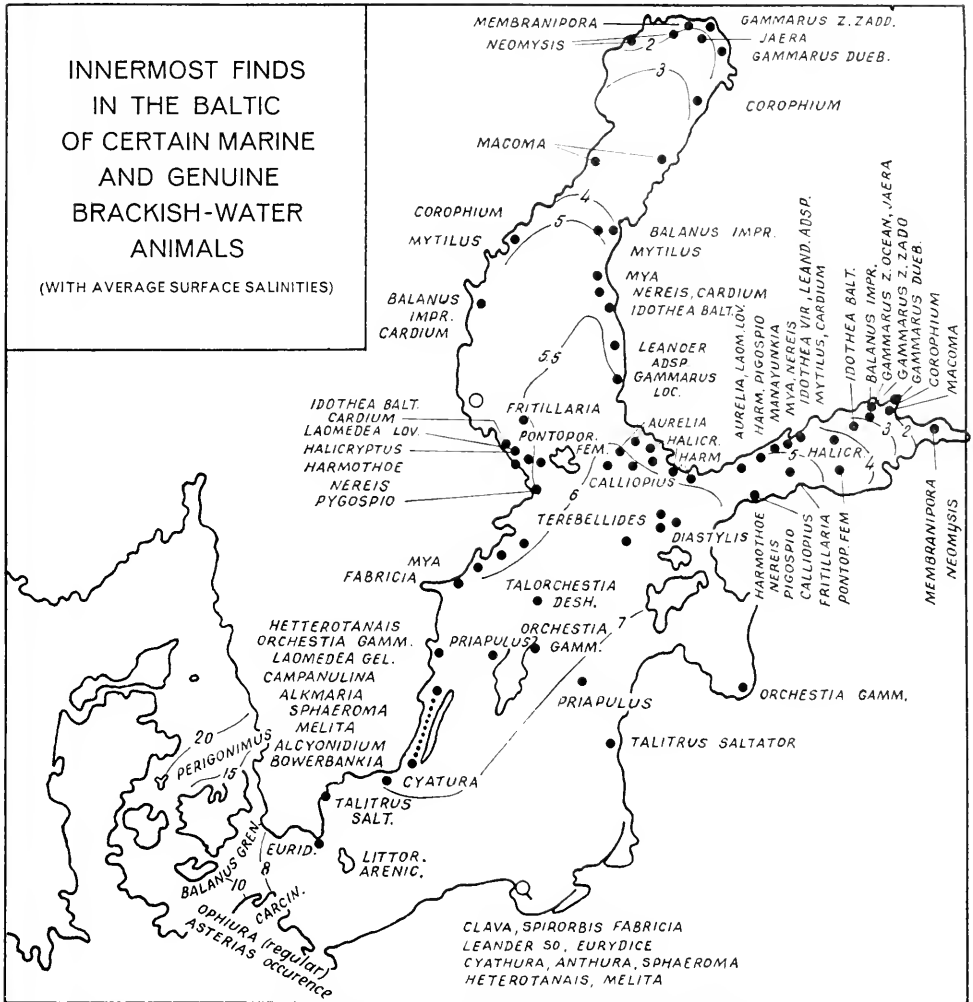 INNERMOST FINDS
IN THE BALTIC
OF CERTAIN MARINE
AND GENUINE
BRACKISH-WATER
ANIMALS
(WITH AVERAGE SURFACE SALINITIES)
MEMBRANIPORA
NEOMYSIS
GAMMARUS Z. ZADD.
JAERA
GAMMARUS DUEB.
2
3
COROPHIUM
MACOMA
4
5
COROPHIUM
MYTILUS
BALANUS IMPR.
MYTILUS
MYA
NEREIS, CARDIUM
IDOTHEA BALT.
BALANUS
IMPR.
CARDIUM
LEANDER
ADSP.
GAMMARUS
LOC.
5.5
IDOTHEA BALT.
CARDIUM
LAOMEDEA LOV.
HALICRYPTUS
HARMOTHOE
NEREIS
PYGOSPIO
FRITILLARIA
PONTOPOR.
FEM.
AURELIA
HALICR.
HARM
CALLIOPIUS
AURELIA, LAOM. LOV.
HARM, PIGOSPIO
MANAYUNKIA
MYA, NEREIS
IDOTHEA VIR, LEAND. ADSP.
MYTILUS, CARDIUM
IDOTHEA BALT.
BALANUS IMPR.
GAMMARUS Z. OCEAN, JAERA
GAMMARUS Z. ZADO
GAMMARUS DUEB.
COROPHIUM
MACOMA
5
HALICR.
4
3
2
HARMOTHOE
NEREIS
PIGOSPIO
CALLIOPIUS
FRITILLARIA
PONTOP. FEM
MEMBRANIPORA
NEOMYSIS
6
TEREBELLIDES
DIASTYLIS
MYA
FABRICIA
TALORCHESTIA
DESH.
7
HETTEROTANAIS
ORCHESTIA GAMM.
LAOMEDEA GEL.
CAMPANULINA
ALKMARIA
SPHAEROMA
MELITA
ALCYONIDIUM
BOWERBANKIA
PRIAPULUS?
ORCHESTIA
GAMM.
PRIAPULUS
ORCHESTIA GAMM.
TALITRUS SALTATOR
20
PERIGONIMUS
15
CYATURA
TALITRUS
SALT.
EURID.
LITTOR.
ARENIC.
BALANUS GREN.
8
10
CARCIN.
OPHIURA (regular)
ASTERIAS occurence
CLAVA, SPIRORBIS FABRICIA
LEANDER SQ, EURYDICE
CYATHURA, ANTHURA, SPHAEROMA
HETEROTANAIS, MELITA